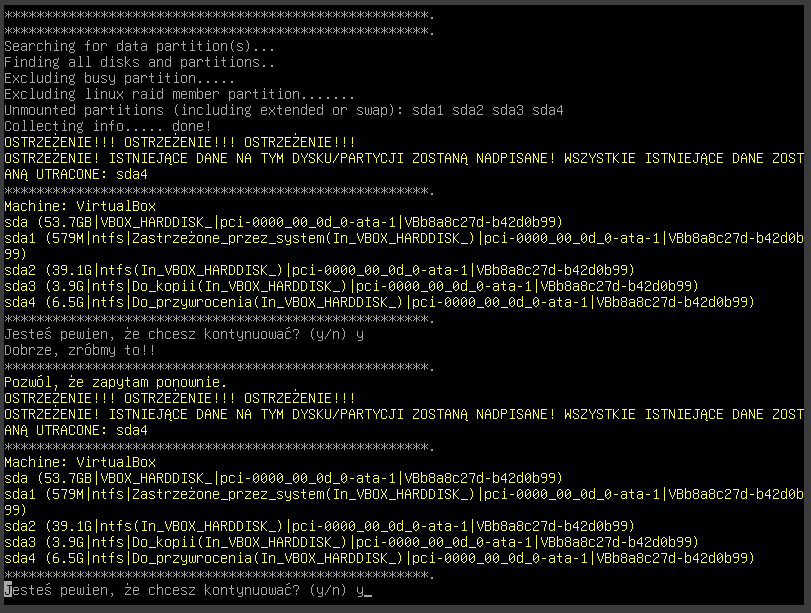 *****************************************************.
*****************************************************.
Searching for data partition(s)...
Finding all disks and partitions..
Excluding busy partition.....
Excluding linux raid member partition.......
Unmounted partitions (including extended or swap): sda1 sda2 sda3 sda4
Collecting info..... done!
OSTRZEŻENIE!!! OSTRZEŻENIE!!! OSTRZEŻENIE!!!
OSTRZEŻENIE! ISTNIEJĄCE DANE NA TYM DYSKU/PARTYCJI ZOSTANĄ NADPISANE! WSZYSTKIE ISTNIEJĄCE DANE ZOST
ANĄ UTRACONE: sda4
*****************************************************.
Machine: VirtualBox
sda (53.7GB|VBOX_HARDDISK_|pci-0000_00_0d_0-ata-1|VBb8a8c27d-b42d0b99)
sda1 (579M|ntfs|Zastrzeżone_przez_system(In_VBOX_HARDDISK_)|pci-0000_00_0d_0-ata-1|VBb8a8c27d-b42d0b
99)
sda2 (39.1G|ntfs(In_VBOX_HARDDISK_)|pci-0000_00_0d_0-ata-1|VBb8a8c27d-b42d0b99)
sda3 (3.9G|ntfs|Do_kopii(In_VBOX_HARDDISK_)|pci-0000_00_0d_0-ata-1|VBb8a8c27d-b42d0b99)
sda4 (6.5G|ntfs|Do_przywrocenia(In_VBOX_HARDDISK_)|pci-0000_00_0d_0-ata-1|VBb8a8c27d-b42d0b99)
*****************************************************.
Jesteś pewien, że chcesz kontynuować? (y/n) y
Dobrze, zróbmy to!!
*****************************************************.
Pozwól, że zapytam ponownie.
OSTRZEŻENIE!!! OSTRZEŻENIE!!! OSTRZEŻENIE!!!
OSTRZEŻENIE! ISTNIEJĄCE DANE NA TYM DYSKU/PARTYCJI ZOSTANĄ NADPISANE! WSZYSTKIE ISTNIEJĄCE DANE ZOST
ANĄ UTRACONE: sda4
*****************************************************.
Machine: VirtualBox
sda (53.7GB|VBOX_HARDDISK_|pci-0000_00_0d_0-ata-1|VBb8a8c27d-b42d0b99)
sda1 (579M|ntfs|Zastrzeżone_przez_system(In_VBOX_HARDDISK_)|pci-0000_00_0d_0-ata-1|VBb8a8c27d-b42d0b
99)
sda2 (39.1G|ntfs(In_VBOX_HARDDISK_)|pci-0000_00_0d_0-ata-1|VBb8a8c27d-b42d0b99)
sda3 (3.9G|ntfs|Do_kopii(In_VBOX_HARDDISK_)|pci-0000_00_0d_0-ata-1|VBb8a8c27d-b42d0b99)
sda4 (6.5G|ntfs|Do_przywrocenia(In_VBOX_HARDDISK_)|pci-0000_00_0d_0-ata-1|VBb8a8c27d-b42d0b99)
*****************************************************.
Jesteś pewien, że chcesz kontynuować? (y/n) y_